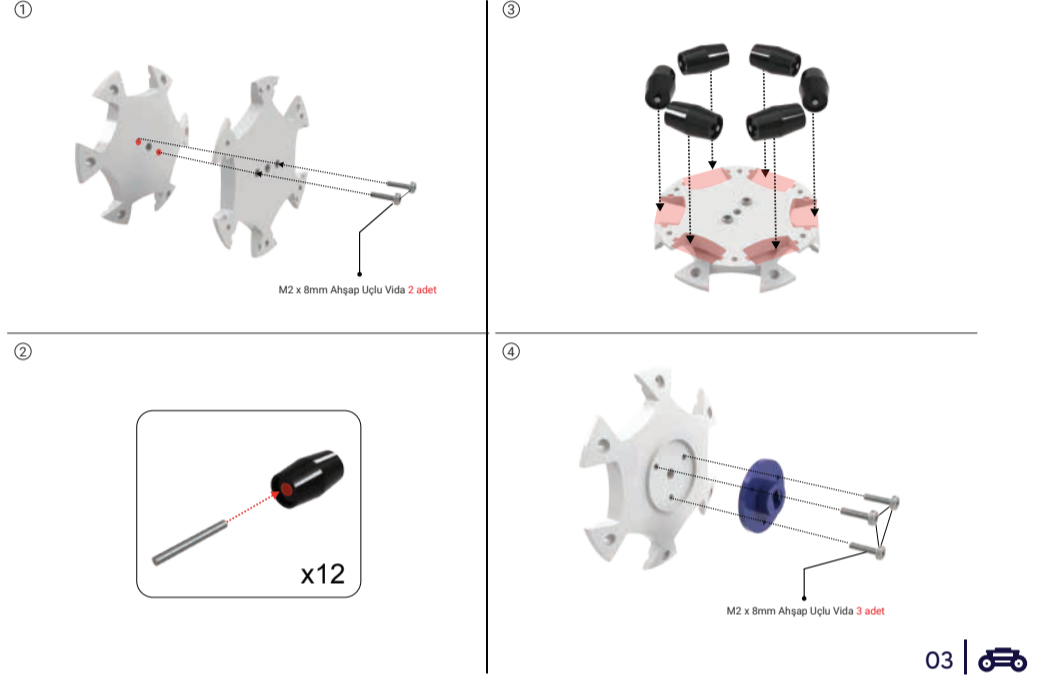 ①
M2 x 8mm Ahşap Uçlu Vida 2 adet
②
x12
③
④
M2 x 8mm Ahşap Uçlu Vida 3 adet
03